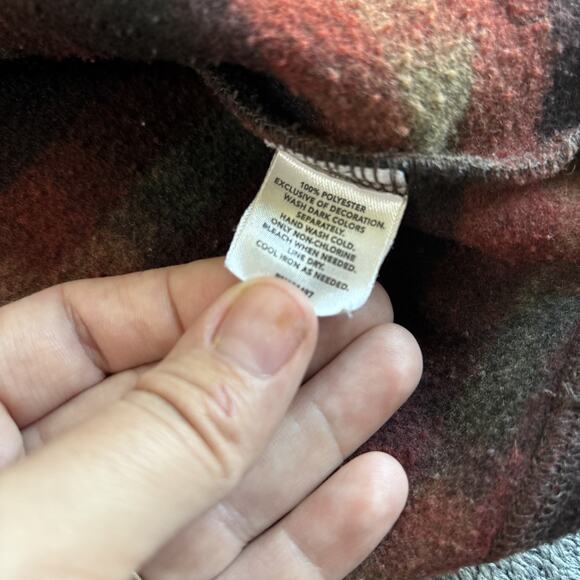 100% POLYESTER
EXCLUSIVE OF DECORATION.
WASH DARK COLORS
SEPARATELY.
HAND WASH COLD.
ONLY NON-CHLORINE
BLEACH WHEN NEEDED.
LINE DRY.
COOL IRON AS NEEDED.